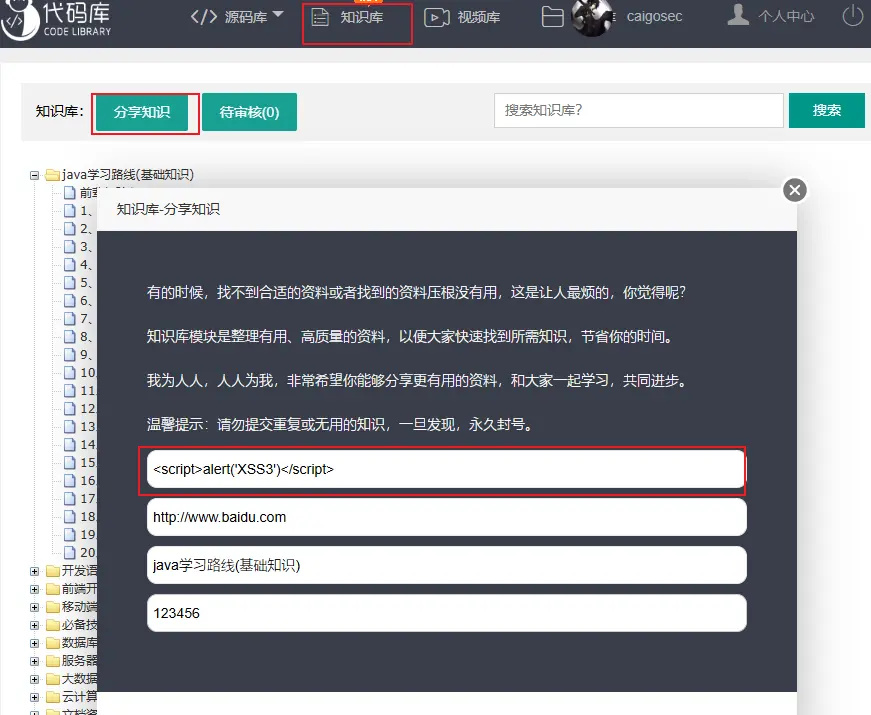 代码库
CODE LIBRARY
</> 源码库
知识库
视频库
caigosec
个人中心
知识库：
分享知识
待审核(0)
搜索知识库？
搜索
java学习路线(基础知识)
知识库-分享知识
1、
2、
3、
4、
5、
6、
7、
8、
9、
10
11
12
13
14
15
16
17
18
19
20
有的时候，找不到合适的资料或者找到的资料压根没有用，这是让人最烦的，你觉得呢？
知识库模块是整理有用、高质量的资料，以便大家快速找到所需知识，节省你的时间。
我为人人，人人为我，非常希望你能够分享更有用的资料，和大家一起学习，共同进步。
温馨提示：请勿提交重复或无用的知识，一旦发现，永久封号。
<script>alert('XSS3')</script>
http://www.baidu.com
java学习路线(基础知识)
123456
开发语
前端开
移动端
必备技
数据库
服务器
大数据
云计算